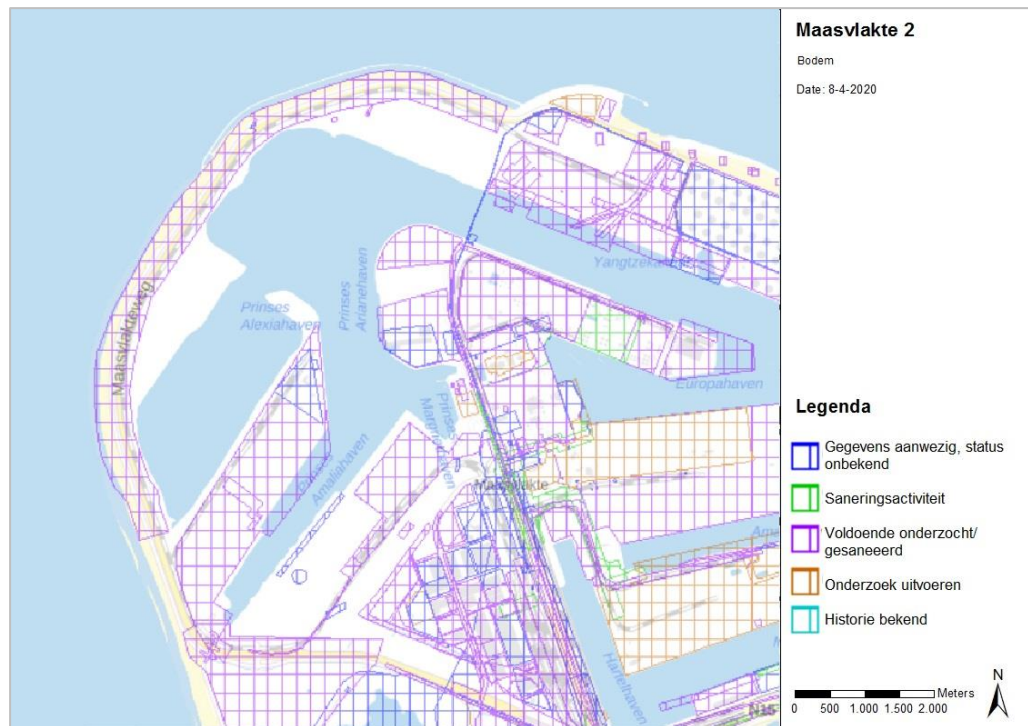 Maasvlakte 2
Bodem
Date: 8-4-2020
Yangtzekanaal
Prinses
Arianehaven
Prinses
Alexiahaven
Maasvlakteweg
Europahaven
Prinses
Margriethaven
Prinses
Amaliahaven
Maasvlakte
Hartelhaven
N15
Legenda
Gegevens aanwezig, status
onbekend
Saneringsactiviteit
Voldoende onderzocht/
gesaneeerd
Onderzoek uitvoeren
Historie bekend
N
Meters
0 500 1.000 1.500 2.000